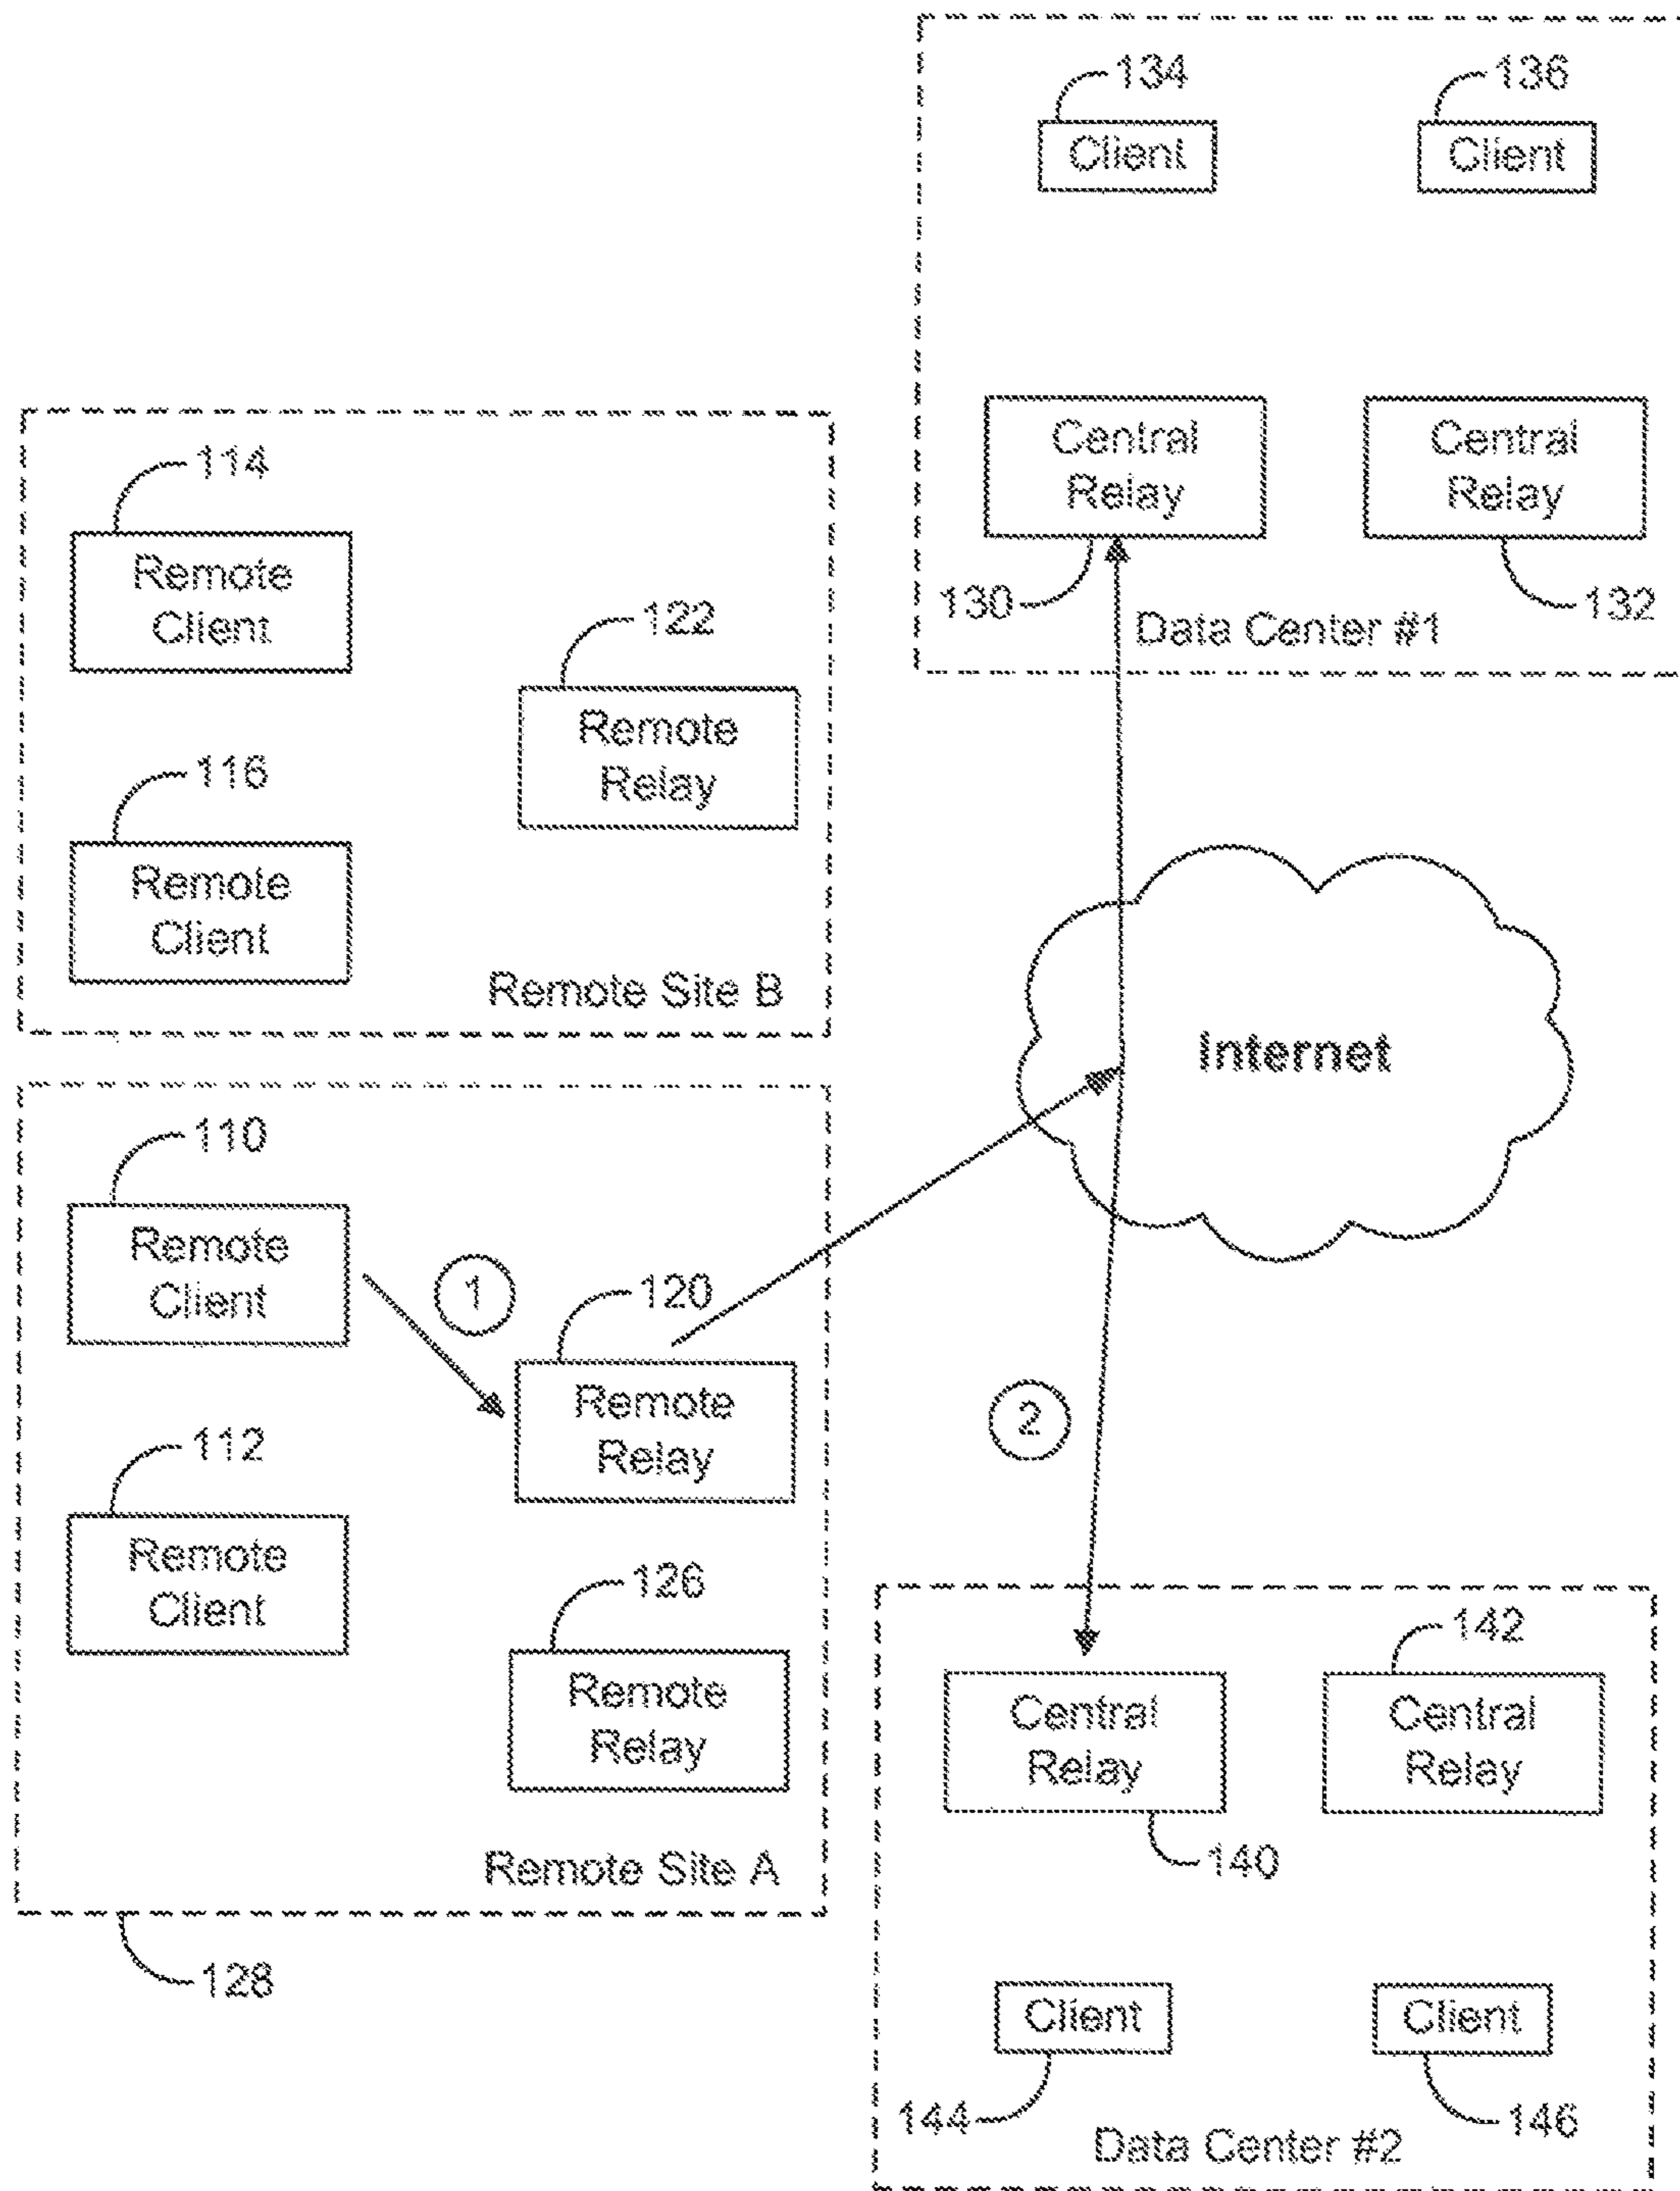 134
136
Client
Client
Central
Relay
Central
Relay
130
132
Data Center #1
114
Remote
Client
122
Remote
Relay
116
Remote
Client
Remote Site B
Internet
110
Remote
Client
1
120
Remote
Relay
2
112
Remote
Client
126
Remote
Relay
Remote Site A
128
142
Central
Relay
Central
Relay
140
Client
Client
144
146
Data Center #2